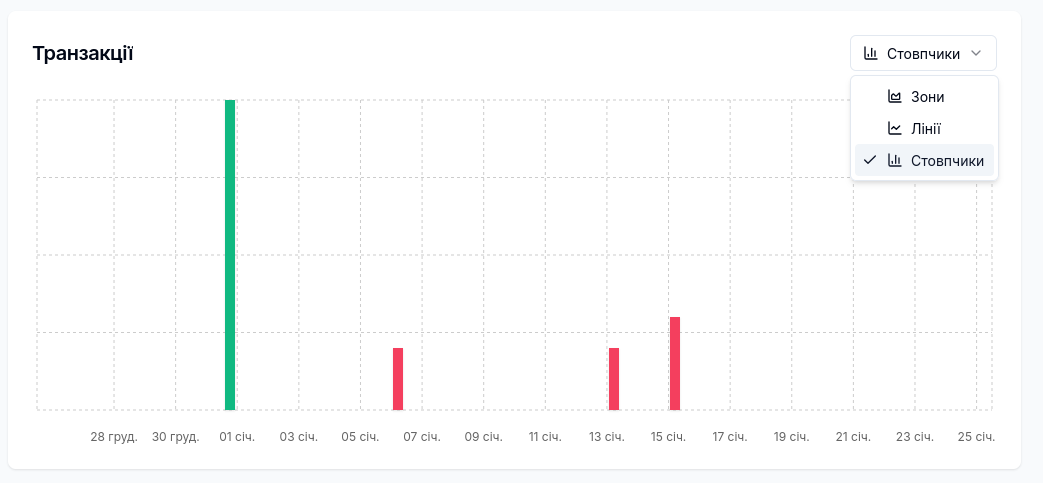 Транзакції
Стовпчики
Зони
Лінії
Стовпчики
28 груд. 30 груд. 01 січ. 03 січ. 05 січ. 07 січ. 09 січ. 11 січ. 13 січ. 15 січ. 17 січ. 19 січ. 21 січ. 23 січ. 25 січ.